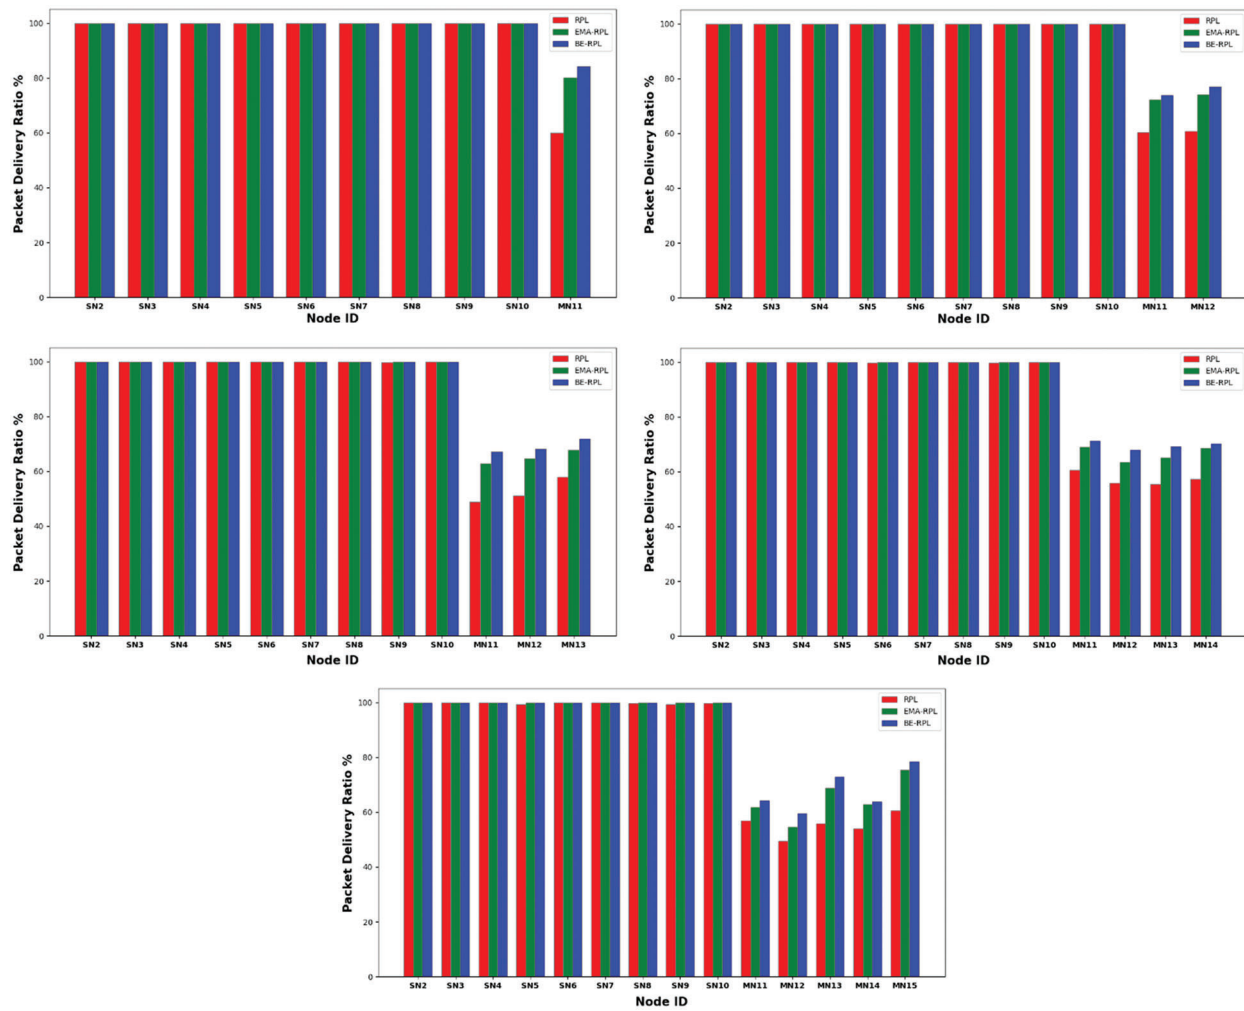 Packet Delivery Ratio %
100
80
60
40
20
0
RPL
EMA-RPL
BE-RPL
SN2 SN3 SN4 SN5 SN6 SN7 SN8 SN9 SN10 MN11
Node ID
Packet Delivery Ratio %
100
80
60
40
20
0
RPL
EMA-RPL
BE-RPL
SN2 SN3 SN4 SN5 SN6 SN7 SN8 SN9 SN10 MN11 MN12
Node ID
Packet Delivery Ratio %
100
80
60
40
20
0
RPL
EMA-RPL
BE-RPL
SN2 SN3 SN4 SN5 SN6 SN7 SN8 SN9 SN10 MN11 MN12 MN13
Node ID
Packet Delivery Ratio %
100
80
60
40
20
0
RPL
EMA-RPL
BE-RPL
SN2 SN3 SN4 SN5 SN6 SN7 SN8 SN9 SN10 MN11 MN12 MN13 MN14
Node ID
Packet Delivery Ratio %
100
80
60
40
20
0
RPL
EMA-RPL
BE-RPL
SN2 SN3 SN4 SN5 SN6 SN7 SN8 SN9 SN10 MN11 MN12 MN13 MN14 MN15
Node ID